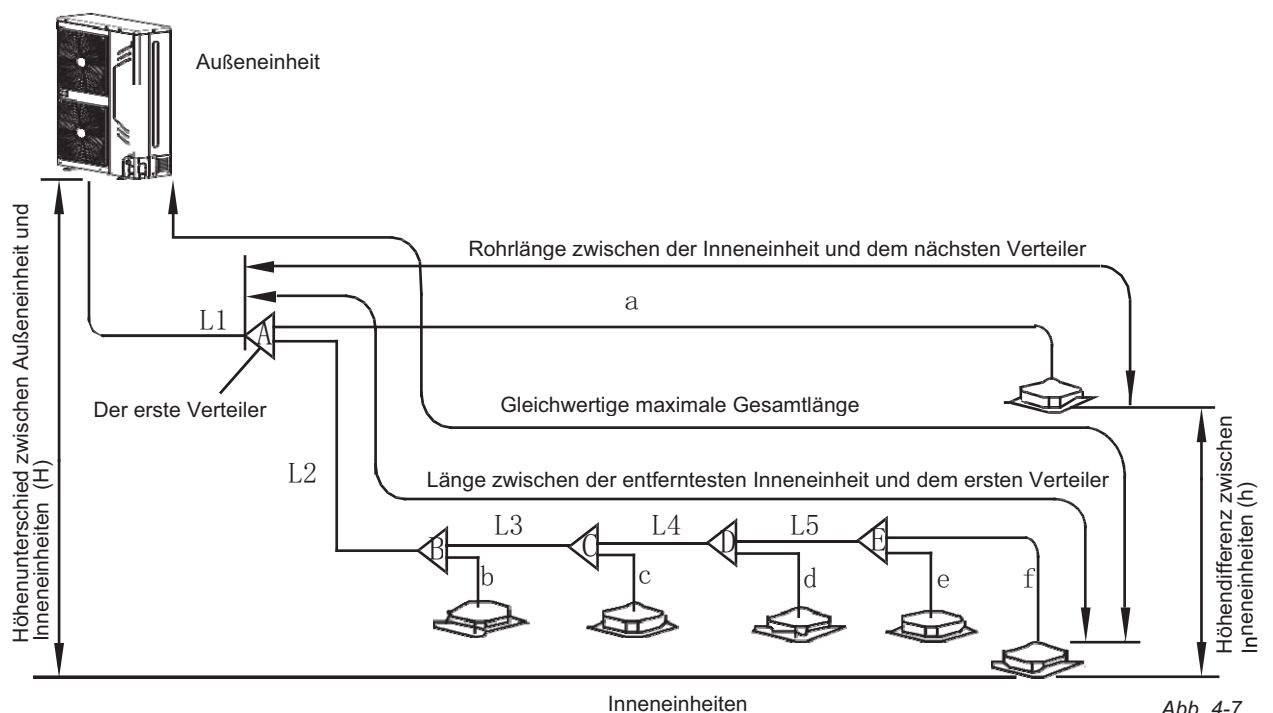 Außeneinheit
Höhenunterschied zwischen Außeneinheit und
Inneneinheiten (H)
Rohrlänge zwischen der Inneneinheit und dem nächsten Verteiler
a
L1
A
Der erste Verteiler
Gleichwertige maximale Gesamtlänge
L2
Länge zwischen der entferntesten Inneneinheit und dem ersten Verteiler
Höhendifferenz zwischen
Inneneinheiten (h)
L3
L4
L5
B
C
D
E
b
c
d
e
f
Inneneinheiten
Abb. 4-7